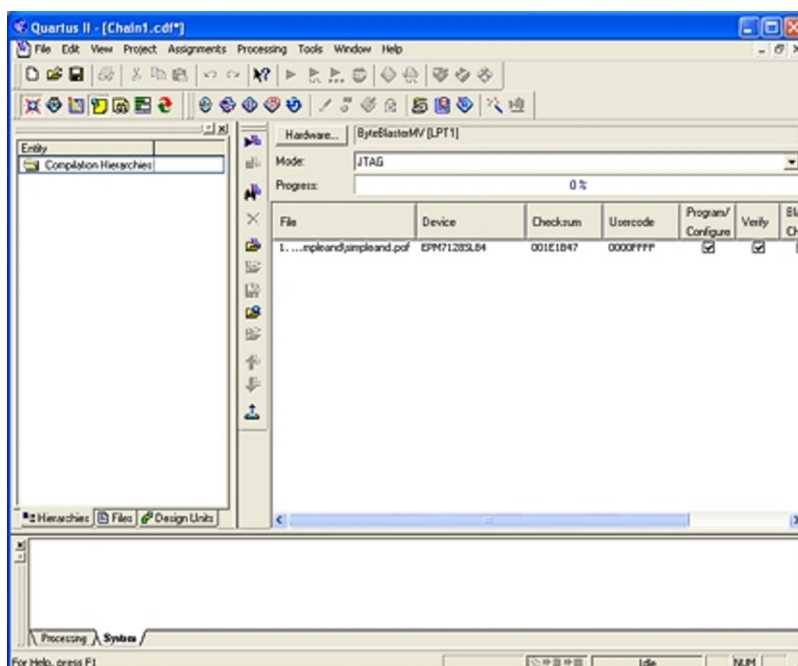 Quartus II - [Chain1.cdf*]
File Edit View Project Assignments Processing Tools Window Help
Hardware... ByteBlasterMV [LPT1]
Mode: JTAG
Progress: 0 %
Entity
Compilation Hierarchies
File Device Checksum Usercode Program/ Configure Verify
1. ...mpleand\simpleand.pof EPM7128SL84 001E1B47 0000FFFF
Hierarchies Files Design Units
Processing System
For Help, press F1 Idle NUM